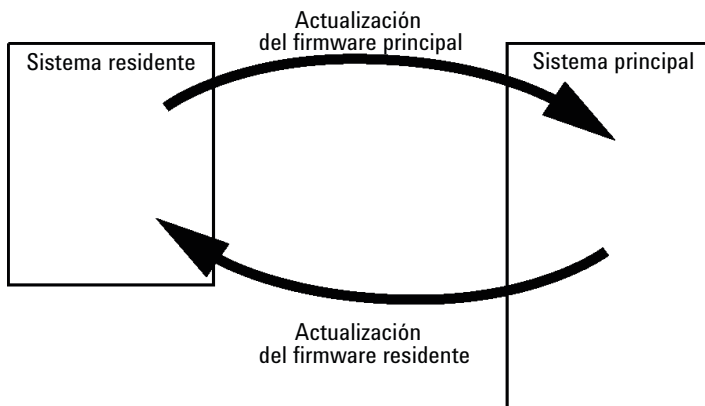 Actualización
del firmware principal
Sistema residente
Sistema principal
Actualización
del firmware residente